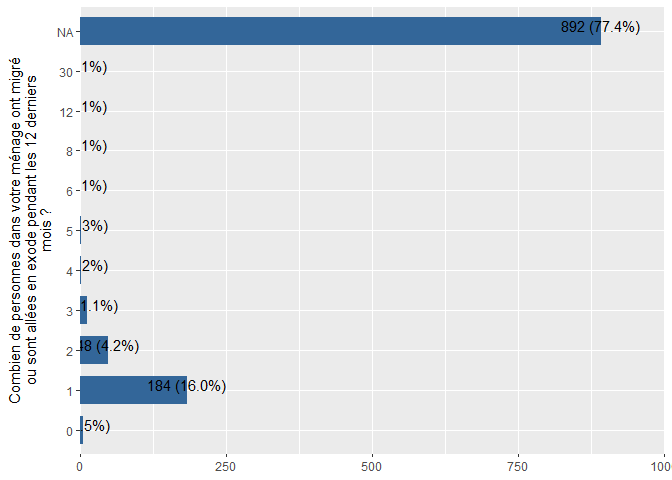 Combien de personnes dans votre ménage ont migré
ou sont allées en exode pendant les 12 derniers
mois ?
NA 892 (77.4%)
30 1%)
12 1%)
8 1%)
6 1%)
5 3%)
4 2%)
3 1.1%)
2 48 (4.2%)
1 184 (16.0%)
0 5%)
0 250 500 750 100